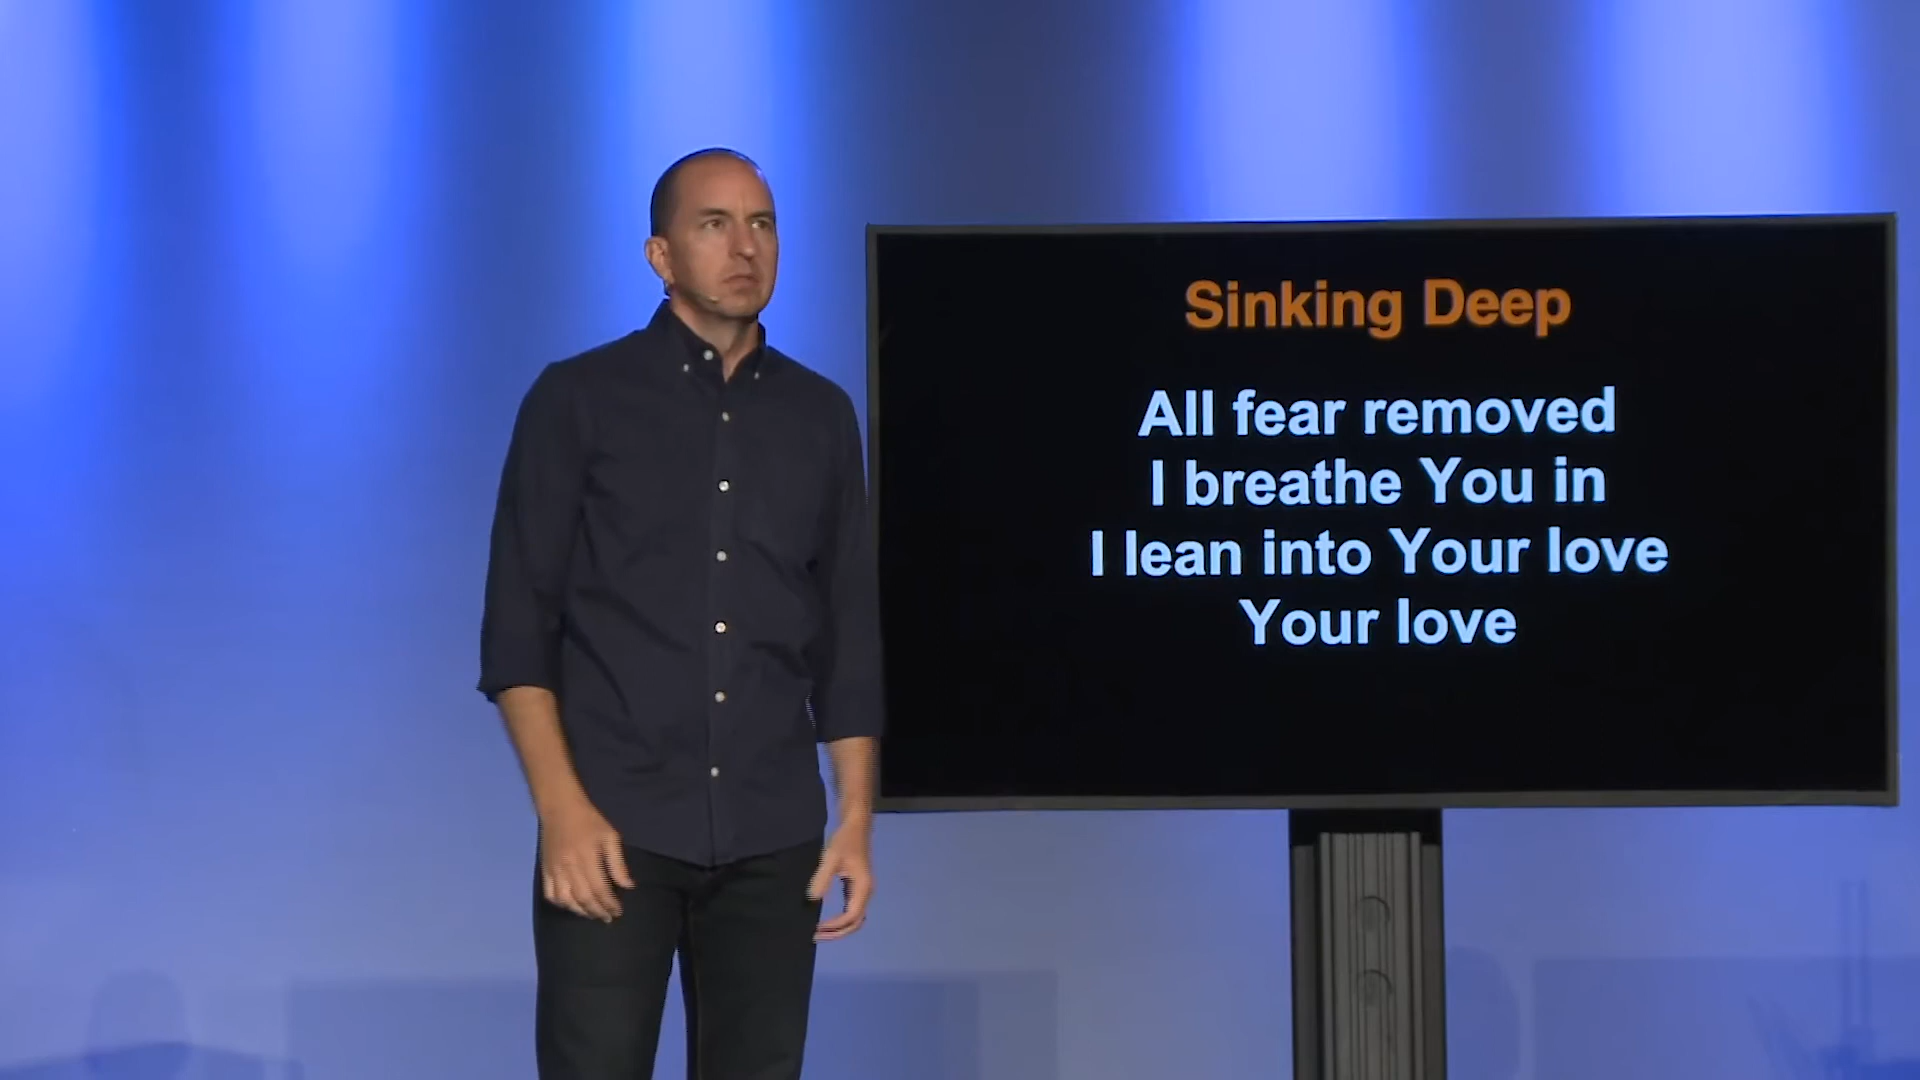 Sinking Deep
All fear removed
I breathe You in
I lean into Your love
Your love